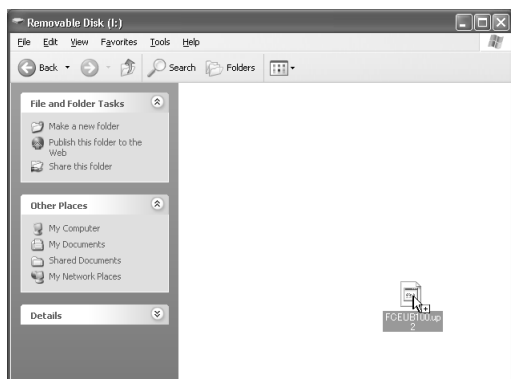 Removable Disk (I:)
File Edit View Favorites Tools Help
Back Search Folders
File and Folder Tasks
Make a new folder
Publish this folder to the
Web
Share this folder
Other Places
My Computer
My Documents
Shared Documents
My Network Places
Details
FCEUB100.up
2